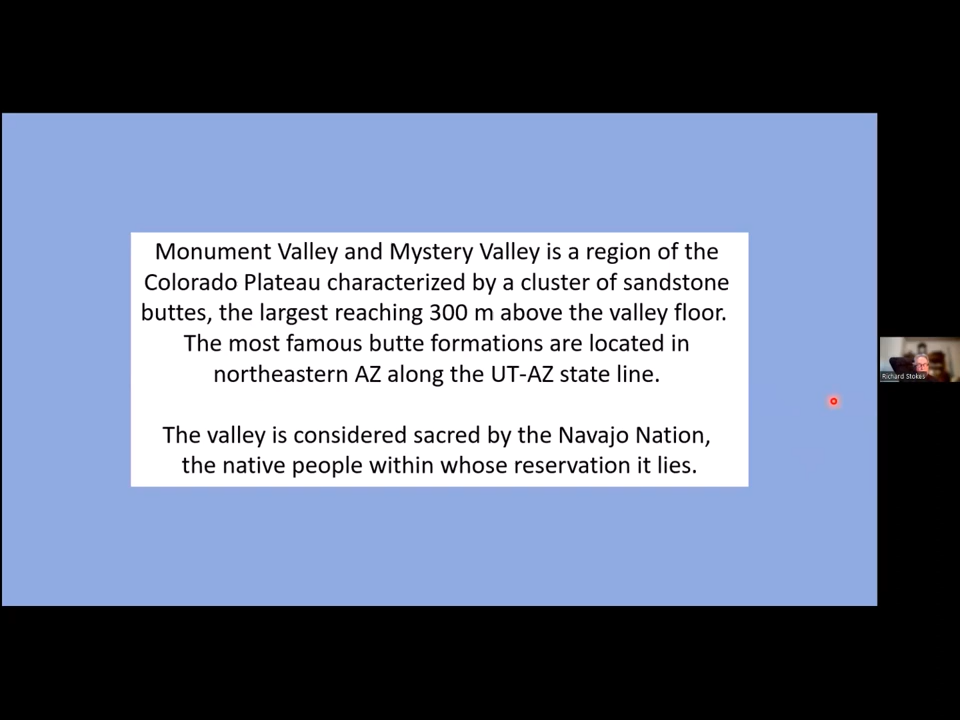 Monument Valley and Mystery Valley is a region of the
Colorado Plateau characterized by a cluster of sandstone
buttes, the largest reaching 300 m above the valley floor.
The most famous butte formations are located in
northeastern AZ along the UT-AZ state line.
The valley is considered sacred by the Navajo Nation,
the native people within whose reservation it lies.
Richard Stokes